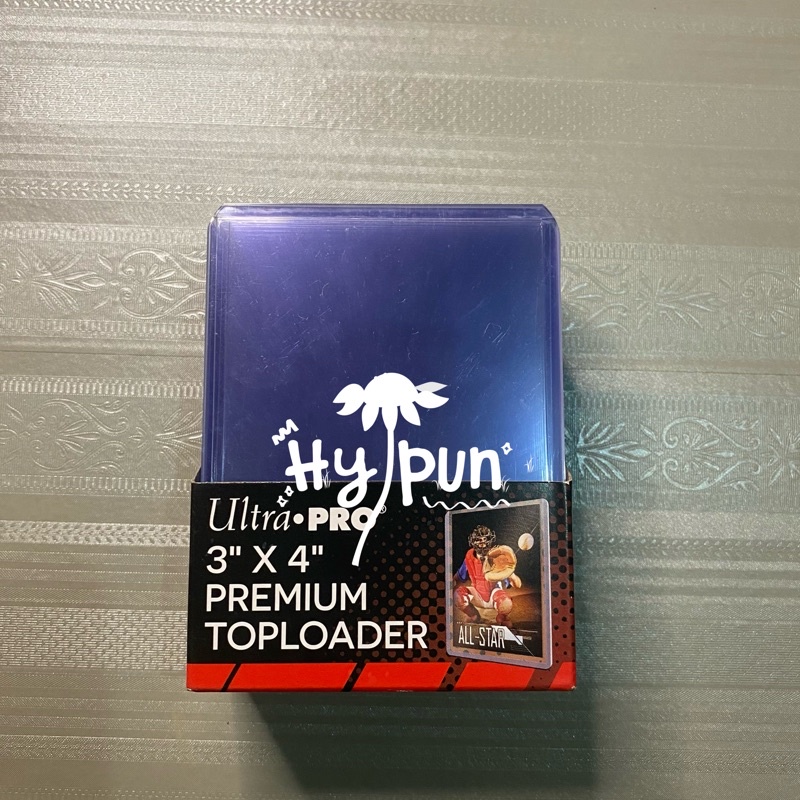 Hy pun
Ultra•PRO®
3" X 4"
PREMIUM
TOPLOADER
ALL-STAR